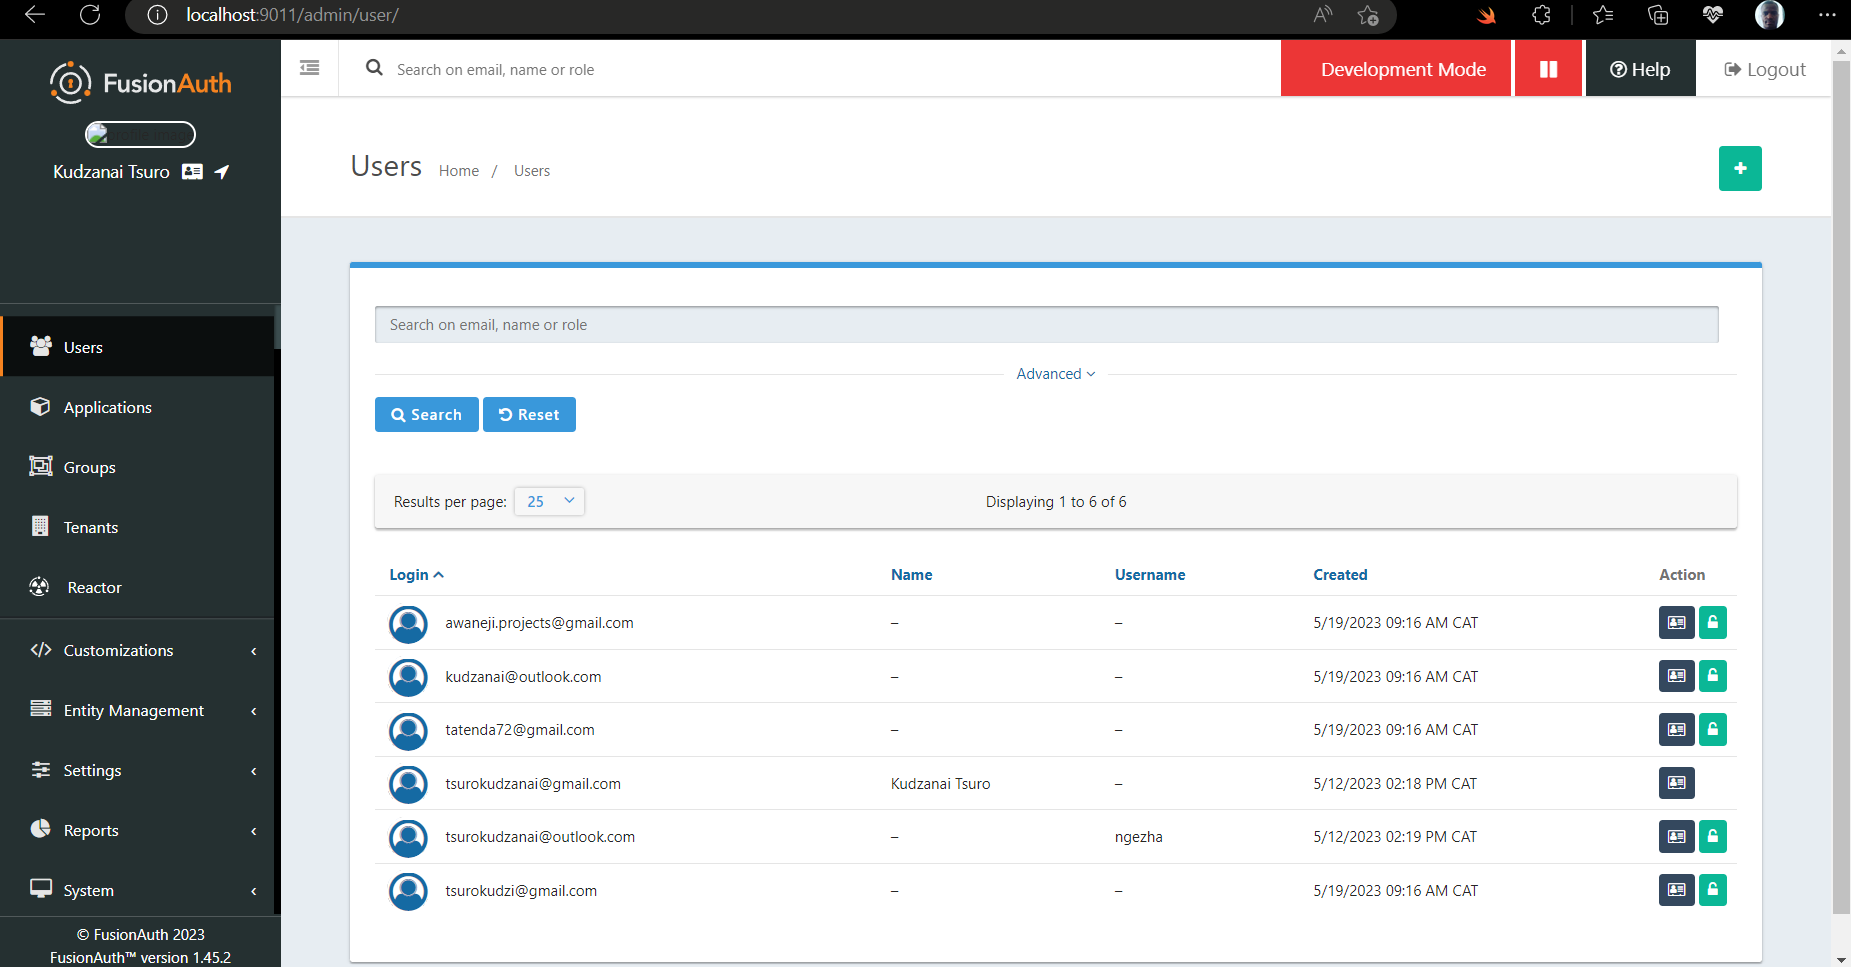 localhost:9011/admin/user/
FusionAuth
Search on email, name or role
Development Mode
Help
Logout
profile image
Kudzanai Tsuro
Users Home / Users
Users
Applications
Groups
Tenants
Reactor
Customizations
Entity Management
Settings
Reports
System
© FusionAuth 2023
FusionAuth™ version 1.45.2
Search on email, name or role
Advanced
Search Reset
Results per page: 25 Displaying 1 to 6 of 6
Login Name Username Created Action
awaneji.projects@gmail.com – – 5/19/2023 09:16 AM CAT
kudzanai@outlook.com – – 5/19/2023 09:16 AM CAT
tatenda72@gmail.com – – 5/19/2023 09:16 AM CAT
tsurokudzanai@gmail.com Kudzanai Tsuro – 5/12/2023 02:18 PM CAT
tsurokudzanai@outlook.com – ngezha 5/12/2023 02:19 PM CAT
tsurokudzi@gmail.com – – 5/19/2023 09:16 AM CAT